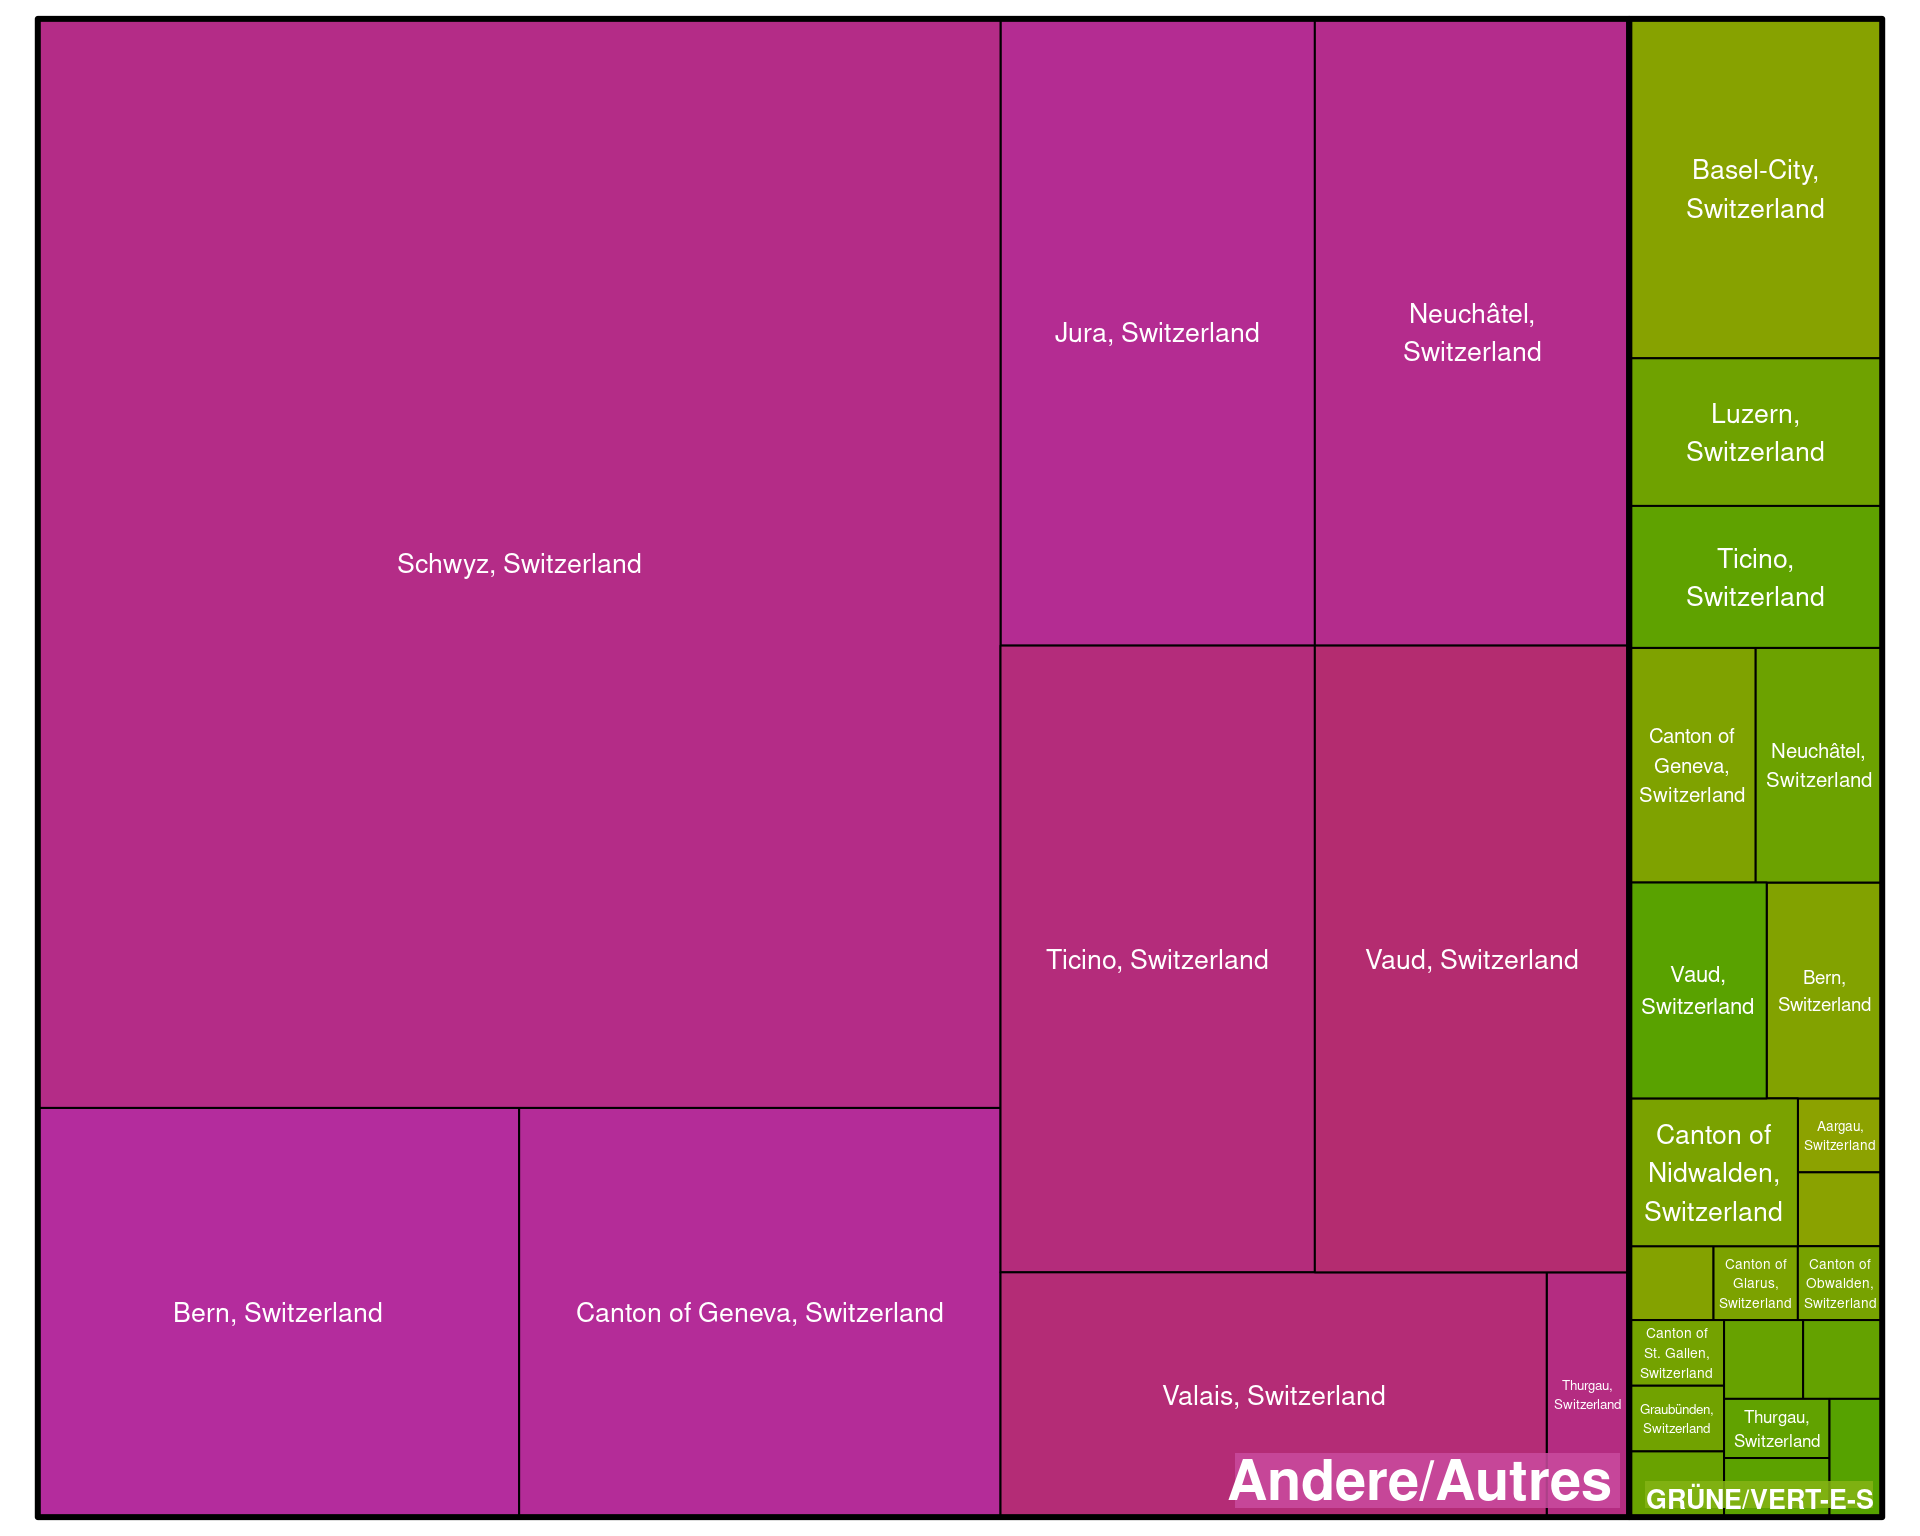 Schwyz, Switzerland
Bern, Switzerland
Canton of Geneva, Switzerland
Jura, Switzerland
Neuchâtel,
Switzerland
Ticino, Switzerland
Vaud, Switzerland
Valais, Switzerland
Thurgau,
Switzerland
Andere/Autres
Basel-City,
Switzerland
Luzern,
Switzerland
Ticino,
Switzerland
Canton of
Geneva,
Switzerland
Neuchâtel,
Switzerland
Vaud,
Switzerland
Bern,
Switzerland
Canton of
Nidwalden,
Switzerland
Aargau,
Switzerland
Canton of
Glarus,
Switzerland
Canton of
Obwalden,
Switzerland
Canton of
St. Gallen,
Switzerland
Graubünden,
Switzerland
Thurgau,
Switzerland
GRÜNE/VERT-E-S